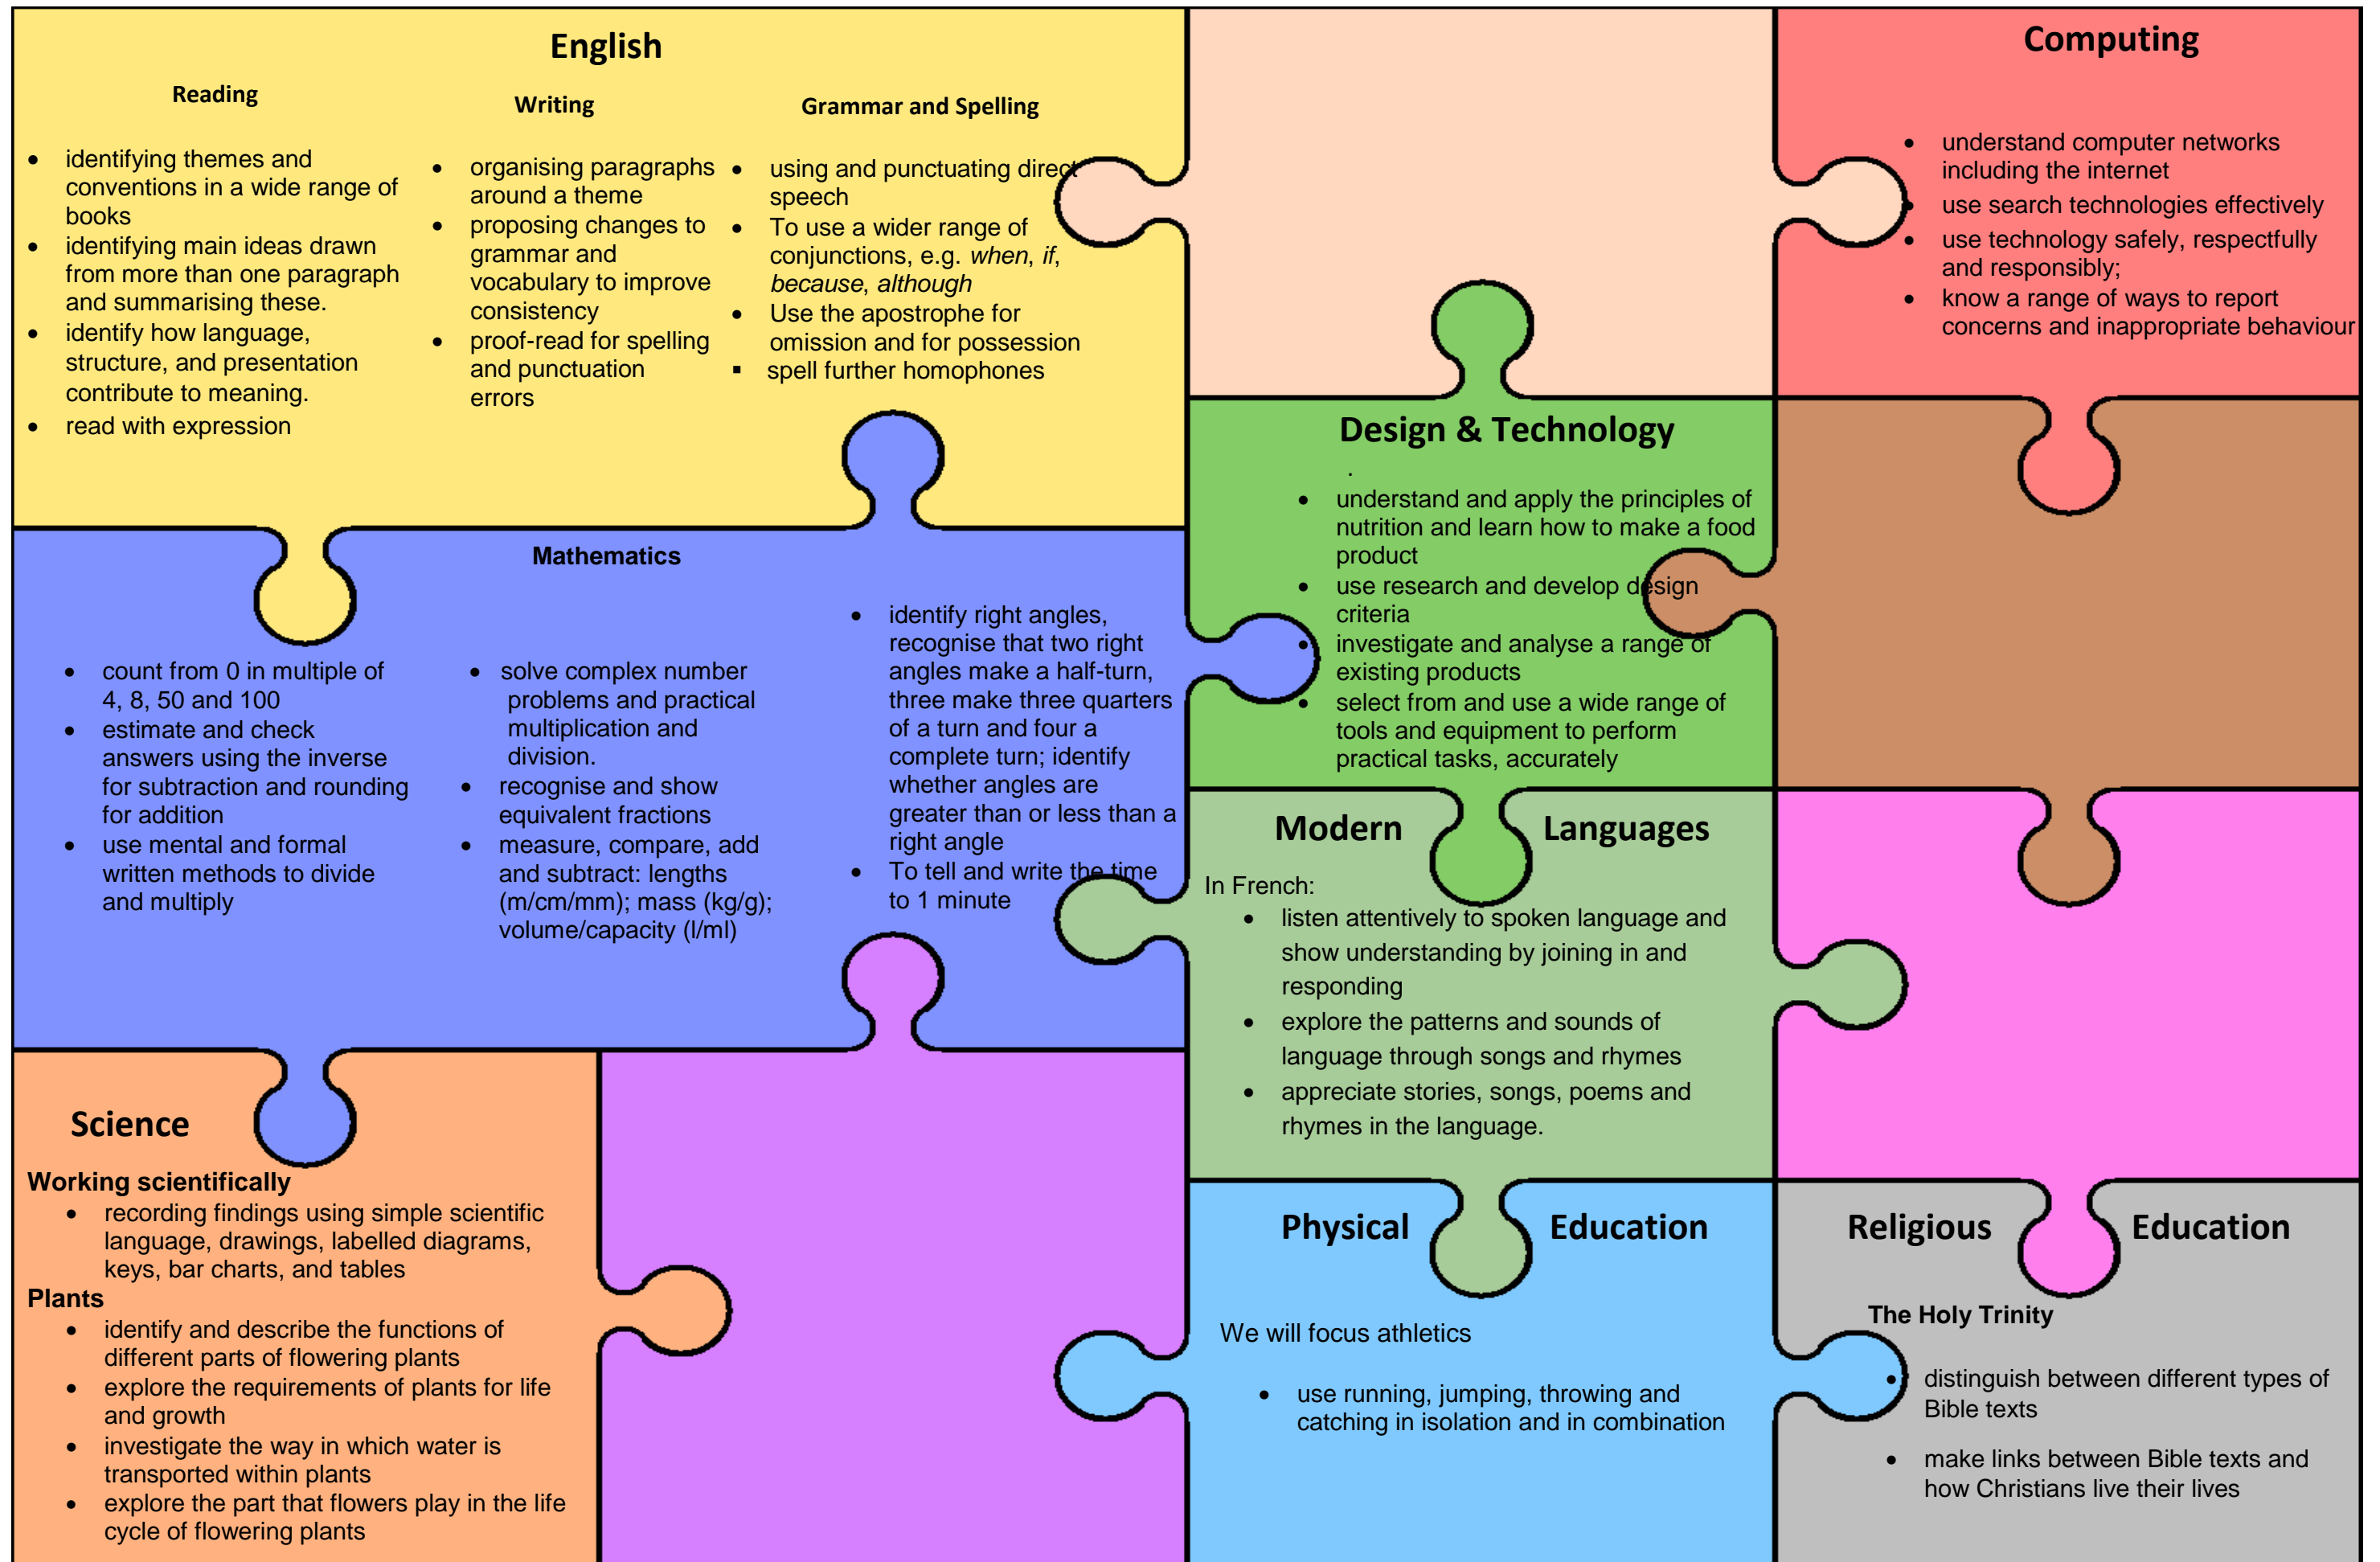 English
Reading
• identifying themes and
conventions in a wide range of
books
• identifying main ideas drawn
from more than one paragraph
and summarising these.
• identify how language,
structure, and presentation
contribute to meaning.
• read with expression
Writing
• organising paragraphs
around a theme
• proposing changes to
grammar and
vocabulary to improve
consistency
• proof-read for spelling
and punctuation
errors
Grammar and Spelling
• using and punctuating direct
speech
• To use a wider range of
conjunctions, e.g. when, if,
because, although
• Use the apostrophe for
omission and for possession
▪ spell further homophones
Computing
• understand computer networks
including the internet
• use search technologies effectively
• use technology safely, respectfully
and responsibly;
• know a range of ways to report
concerns and inappropriate behaviour
Mathematics
• count from 0 in multiple of
4, 8, 50 and 100
• estimate and check
answers using the inverse
for subtraction and rounding
for addition
• use mental and formal
written methods to divide
and multiply
• solve complex number
problems and practical
multiplication and
division.
• recognise and show
equivalent fractions
• measure, compare, add
and subtract: lengths
(m/cm/mm); mass (kg/g);
volume/capacity (l/ml)
• identify right angles,
recognise that two right
angles make a half-turn,
three make three quarters
of a turn and four a
complete turn; identify
whether angles are
greater than or less than a
right angle
• To tell and write the time
to 1 minute
Design & Technology
.
• understand and apply the principles of
nutrition and learn how to make a food
product
• use research and develop design
criteria
• investigate and analyse a range of
existing products
• select from and use a wide range of
tools and equipment to perform
practical tasks, accurately
Modern Languages
In French:
• listen attentively to spoken language and
show understanding by joining in and
responding
• explore the patterns and sounds of
language through songs and rhymes
• appreciate stories, songs, poems and
rhymes in the language.
Science
Working scientifically
• recording findings using simple scientific
language, drawings, labelled diagrams,
keys, bar charts, and tables
Plants
• identify and describe the functions of
different parts of flowering plants
• explore the requirements of plants for life
and growth
• investigate the way in which water is
transported within plants
• explore the part that flowers play in the life
cycle of flowering plants
Physical Education
We will focus athletics
• use running, jumping, throwing and
catching in isolation and in combination
Religious Education
The Holy Trinity
• distinguish between different types of
Bible texts
• make links between Bible texts and
how Christians live their lives